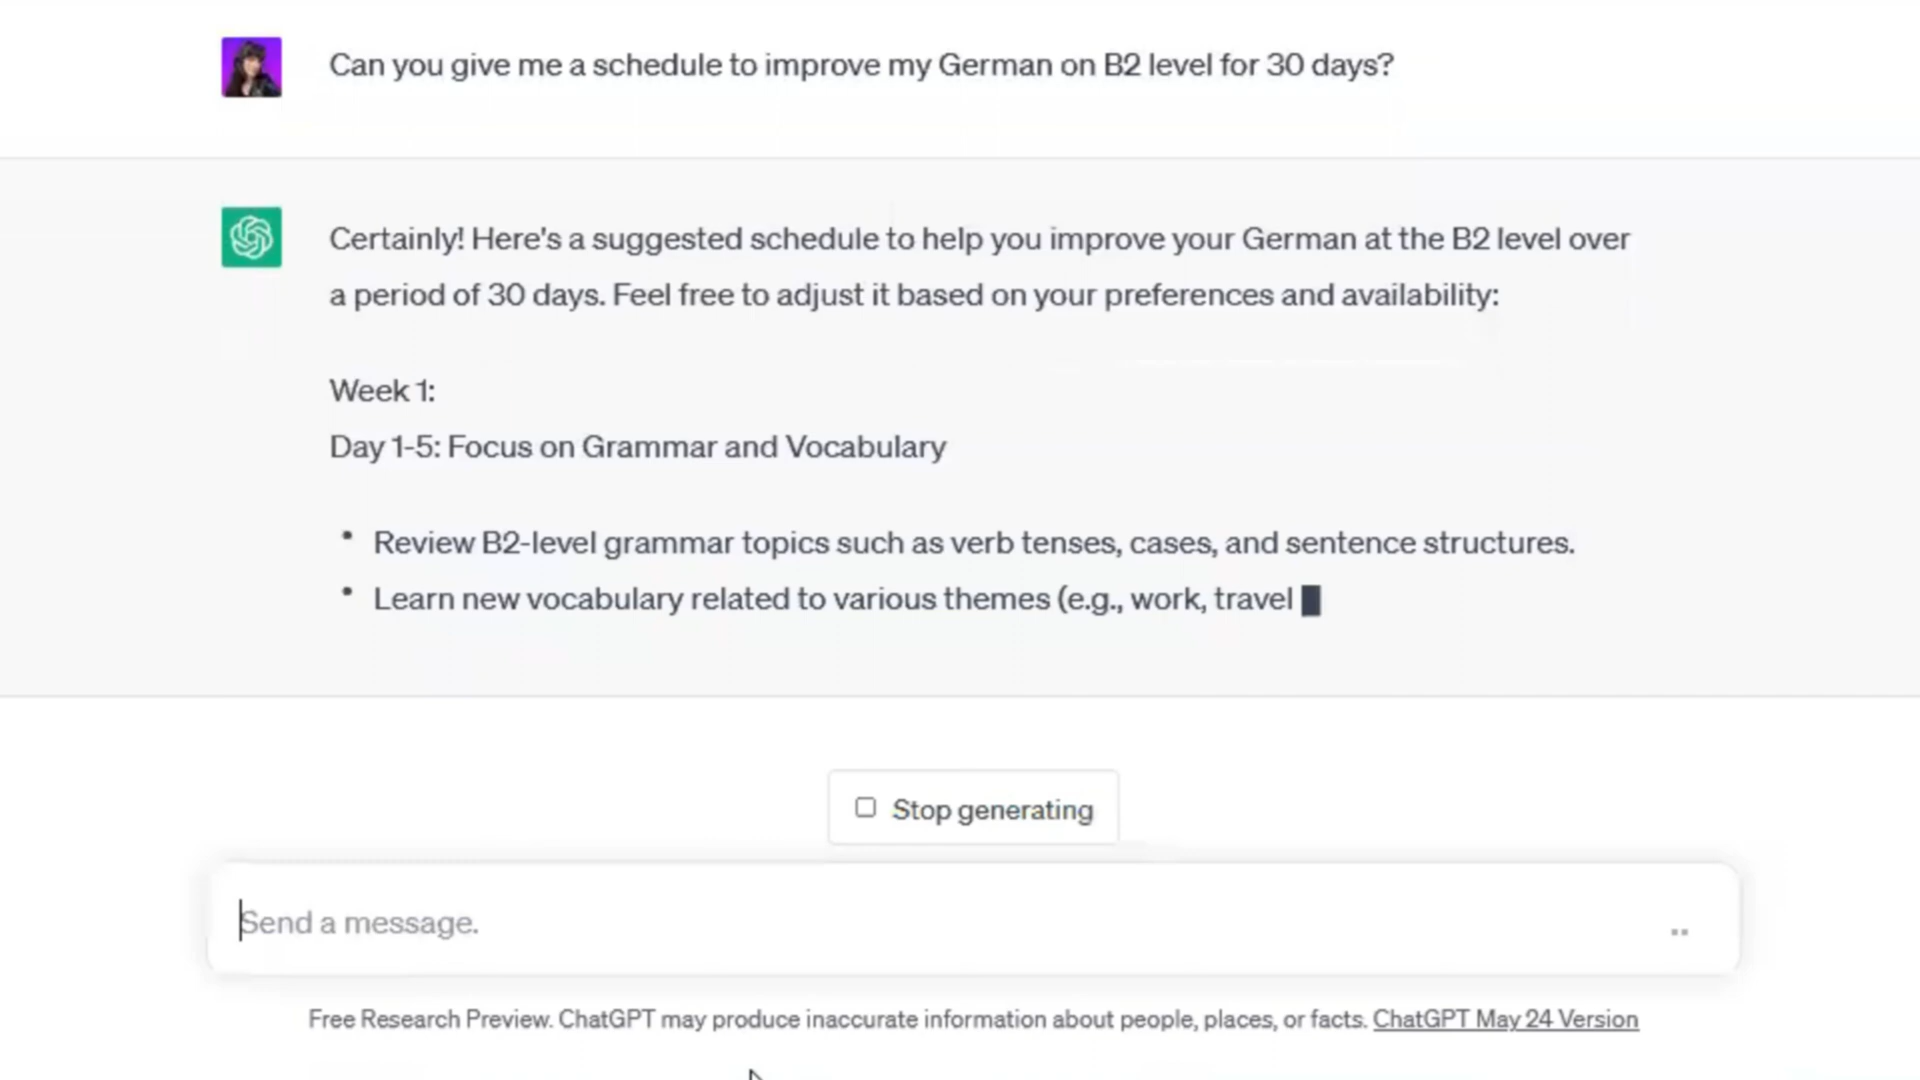 Can you give me a schedule to improve my German on B2 level for 30 days?
Certainly! Here's a suggested schedule to help you improve your German at the B2 level over
a period of 30 days. Feel free to adjust it based on your preferences and availability:
Week 1:
Day 1-5: Focus on Grammar and Vocabulary
• Review B2-level grammar topics such as verb tenses, cases, and sentence structures.
• Learn new vocabulary related to various themes (e.g., work, travel
Stop generating
Send a message.
Free Research Preview. ChatGPT may produce inaccurate information about people, places, or facts. ChatGPT May 24 Version